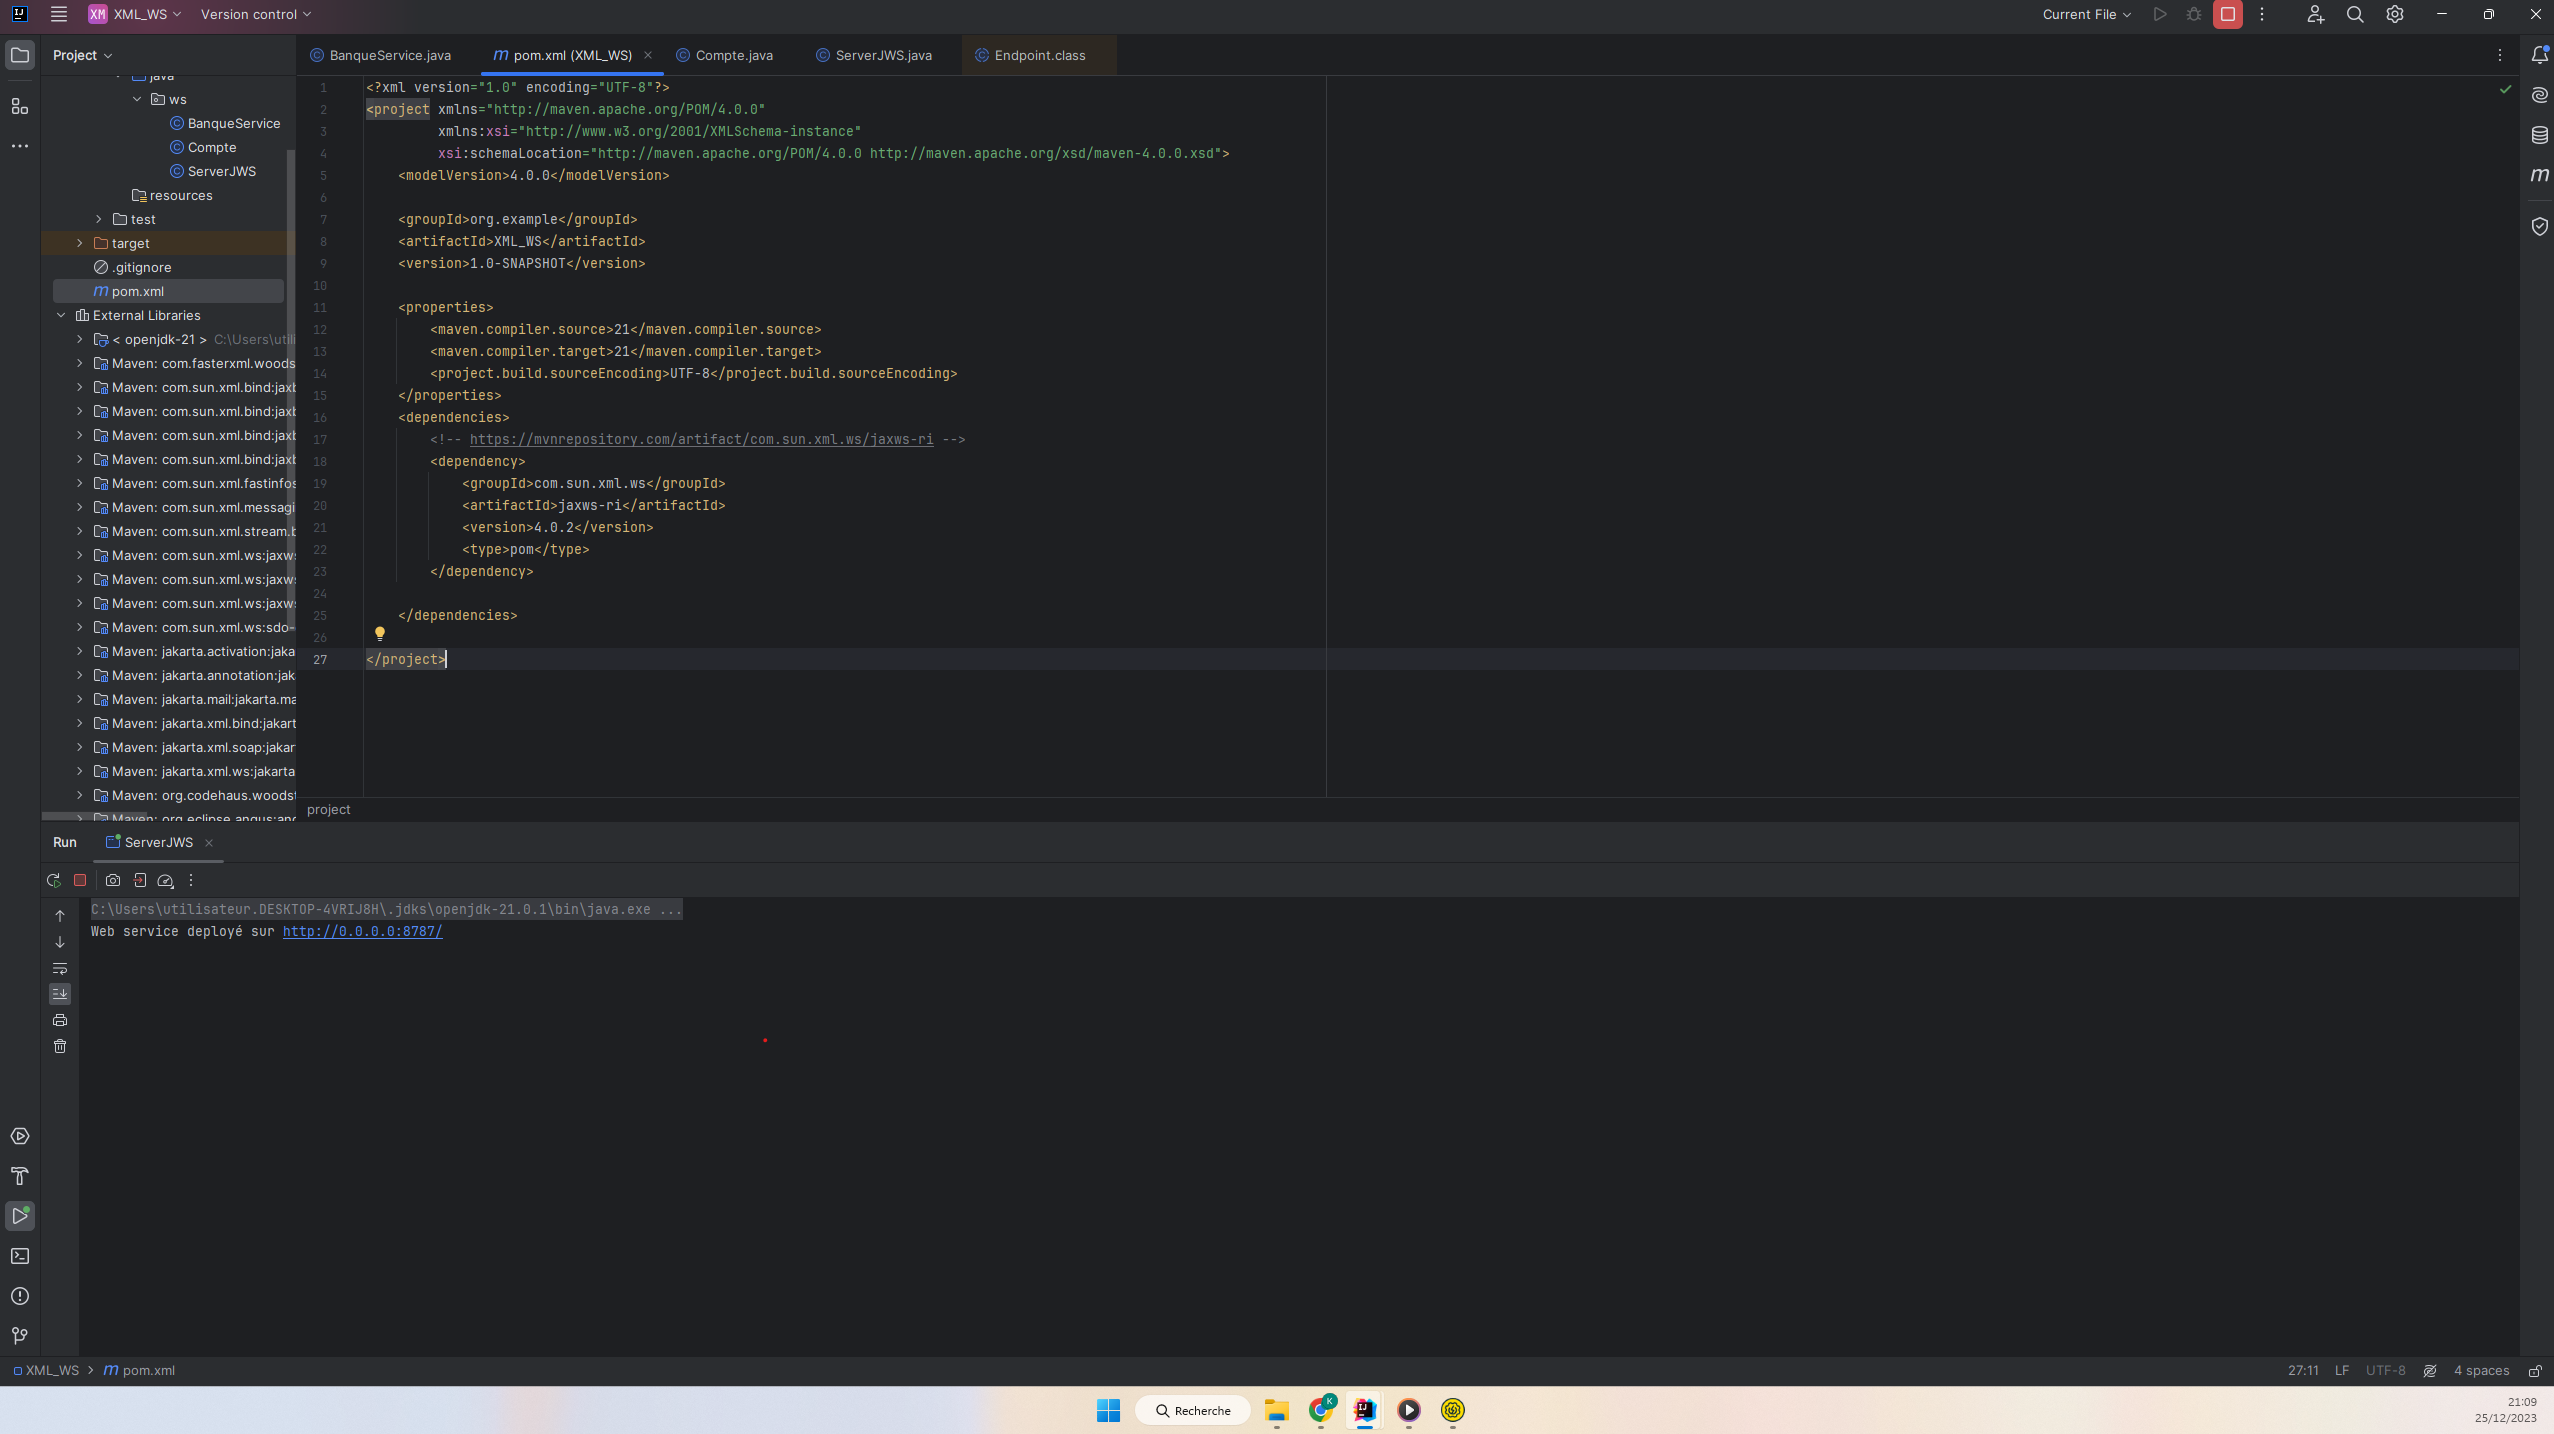 XM XML_WS Version control Current File
Project
BanqueService.java pom.xml (XML_WS) Compte.java ServerJWS.java Endpoint.class
java
ws
BanqueService
Compte
ServerJWS
resources
test
target
.gitignore
pom.xml
External Libraries
< openjdk-21 > C:\Users\utili
Maven: com.fasterxml.woods
Maven: com.sun.xml.bind:jaxb
Maven: com.sun.xml.bind:jaxb
Maven: com.sun.xml.bind:jaxb
Maven: com.sun.xml.bind:jaxb
Maven: com.sun.xml.fastinfos
Maven: com.sun.xml.messagi
Maven: com.sun.xml.stream.b
Maven: com.sun.xml.ws:jaxws
Maven: com.sun.xml.ws:jaxws
Maven: com.sun.xml.ws:jaxws
Maven: com.sun.xml.ws:sdo-
Maven: jakarta.activation:jaka
Maven: jakarta.annotation:jak
Maven: jakarta.mail:jakarta.ma
Maven: jakarta.xml.bind:jakart
Maven: jakarta.xml.soap:jakar
Maven: jakarta.xml.ws:jakarta
Maven: org.codehaus.woodst
Maven: org.eclipse.angus:ang
1 <?xml version="1.0" encoding="UTF-8"?>
2 <project xmlns="http://maven.apache.org/POM/4.0.0"
3 xmlns:xsi="http://www.w3.org/2001/XMLSchema-instance"
4 xsi:schemaLocation="http://maven.apache.org/POM/4.0.0 http://maven.apache.org/xsd/maven-4.0.0.xsd">
5 <modelVersion>4.0.0</modelVersion>
6
7 <groupId>org.example</groupId>
8 <artifactId>XML_WS</artifactId>
9 <version>1.0-SNAPSHOT</version>
10
11 <properties>
12 <maven.compiler.source>21</maven.compiler.source>
13 <maven.compiler.target>21</maven.compiler.target>
14 <project.build.sourceEncoding>UTF-8</project.build.sourceEncoding>
15 </properties>
16 <dependencies>
17 <!-- https://mvnrepository.com/artifact/com.sun.xml.ws/jaxws-ri -->
18 <dependency>
19 <groupId>com.sun.xml.ws</groupId>
20 <artifactId>jaxws-ri</artifactId>
21 <version>4.0.2</version>
22 <type>pom</type>
23 </dependency>
24
25 </dependencies>
26
27 </project>
project
Run ServerJWS
C:\Users\utilisateur.DESKTOP-4VRIJ8H\.jdks\openjdk-21.0.1\bin\java.exe ...
Web service deployé sur http://0.0.0.0:8787/
XML_WS pom.xml 27:11 LF UTF-8 4 spaces
Recherche
21:09
25/12/2023